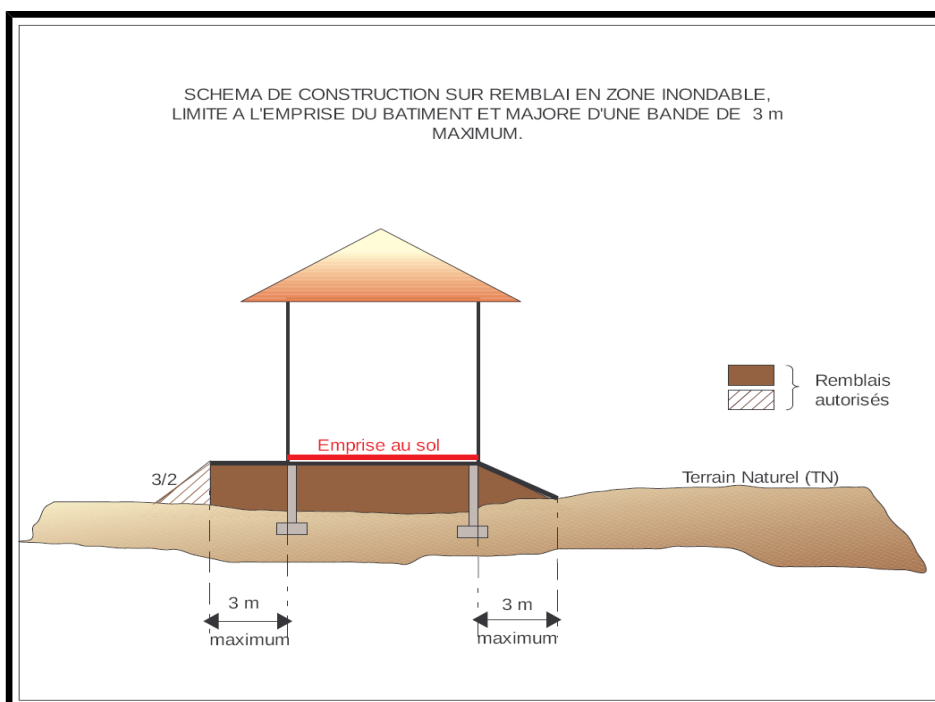 SCHEMA DE CONSTRUCTION SUR REMBLAI EN ZONE INONDABLE,
LIMITE A L'EMPRISE DU BATIMENT ET MAJORE D'UNE BANDE DE 3 m
MAXIMUM.
Remblais
autorisés
Emprise au sol
3/2
Terrain Naturel (TN)
3 m
maximum
3 m
maximum